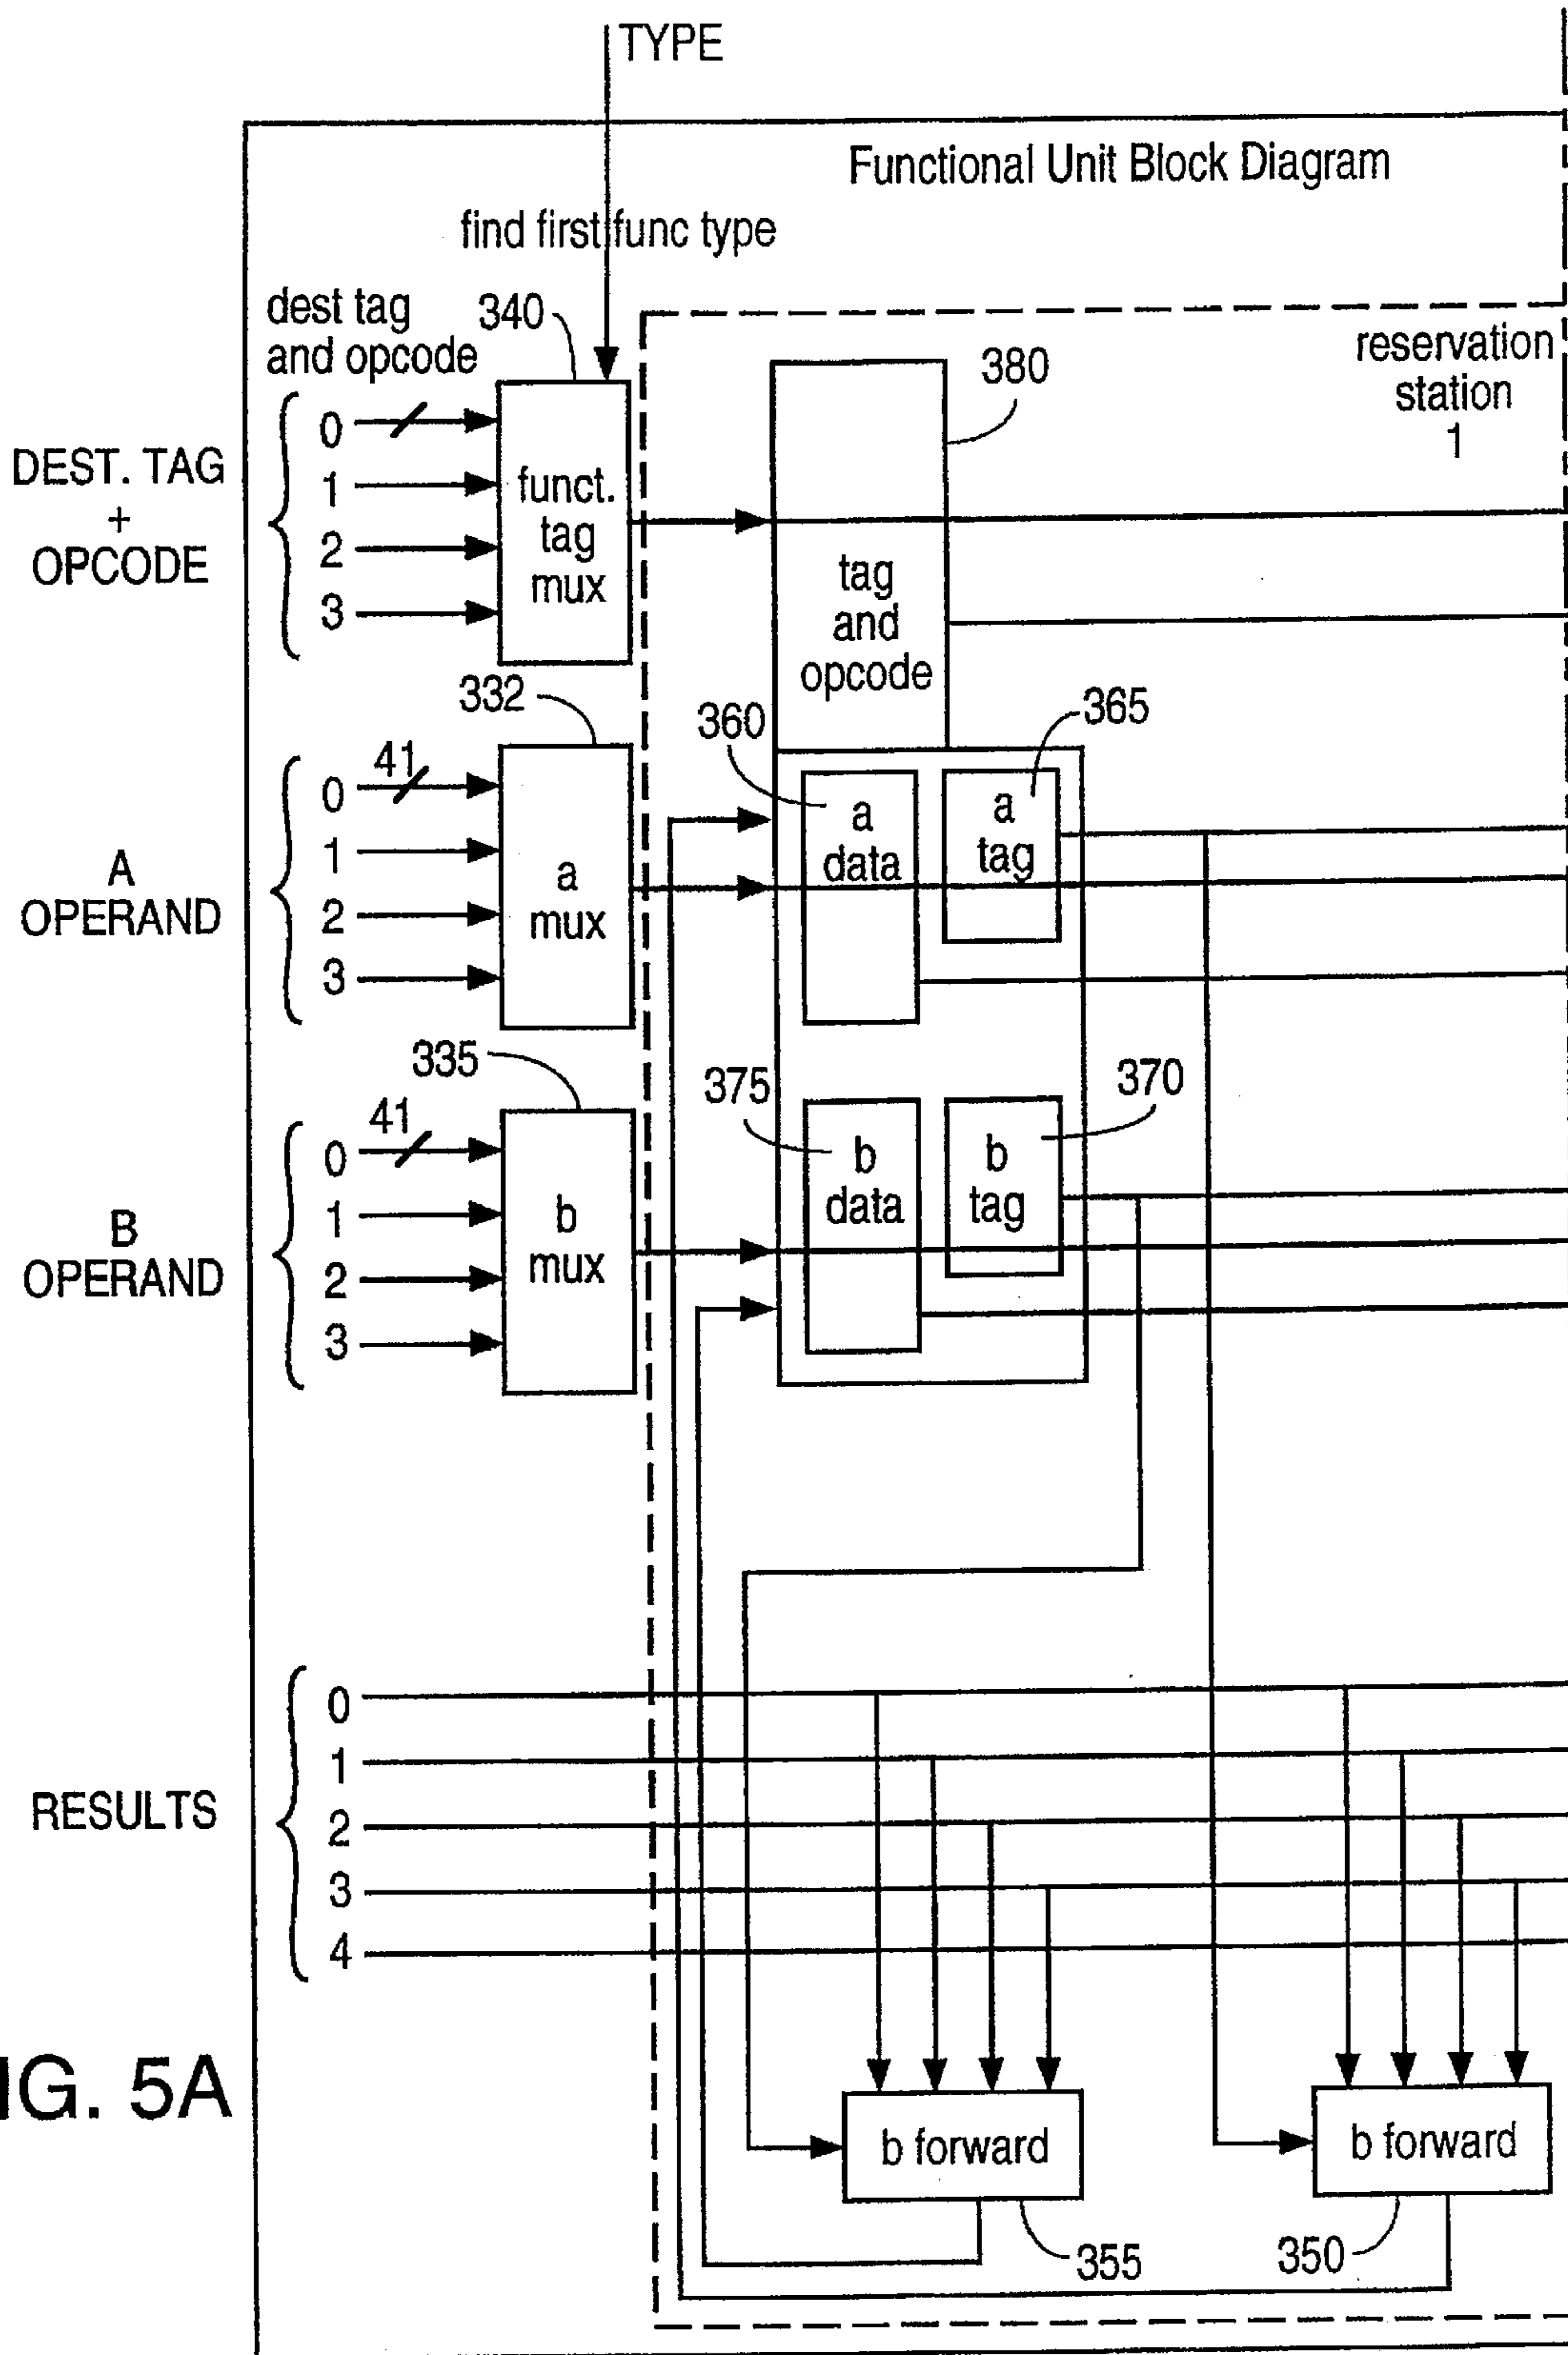 TYPE
Functional Unit Block Diagram
find first func type
dest tag
and opcode
340
380
reservation
station
1
DEST. TAG
+
OPCODE
0
1
2
3
funct.
tag
mux
tag
and
opcode
332
360
365
A
OPERAND
41
0
1
2
3
a
mux
a
data
a
tag
335
375
370
B
OPERAND
41
0
1
2
3
b
mux
b
data
b
tag
RESULTS
0
1
2
3
4
b forward
b forward
355
350
IG. 5A